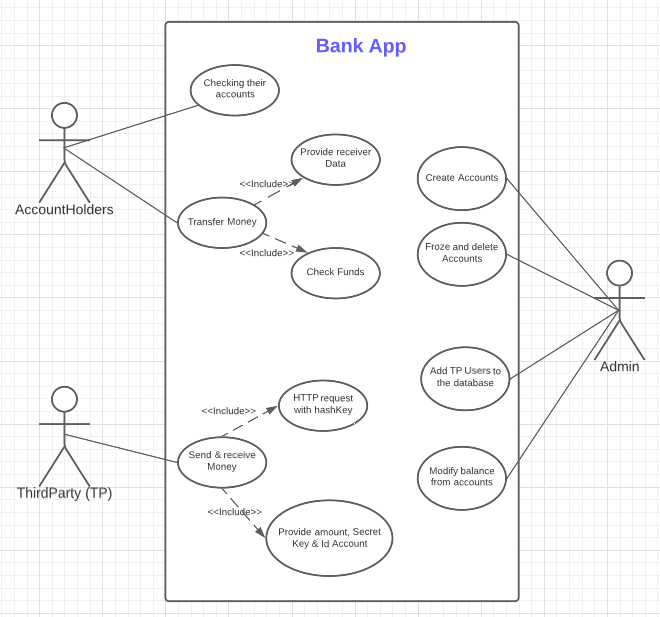 Bank App
Checking their
accounts
Provide receiver
Data
<<Include>>
Transfer Money
<<Include>>
Check Funds
AccountHolders
Create Accounts
Froze and delete
Accounts
Admin
Add TP Users to
the database
HTTP request
with hashKey
<<Include>>
Send & receive
Money
<<Include>>
Provide amount, Secret
Key & Id Account
ThirdParty (TP)
Modify balance
from accounts